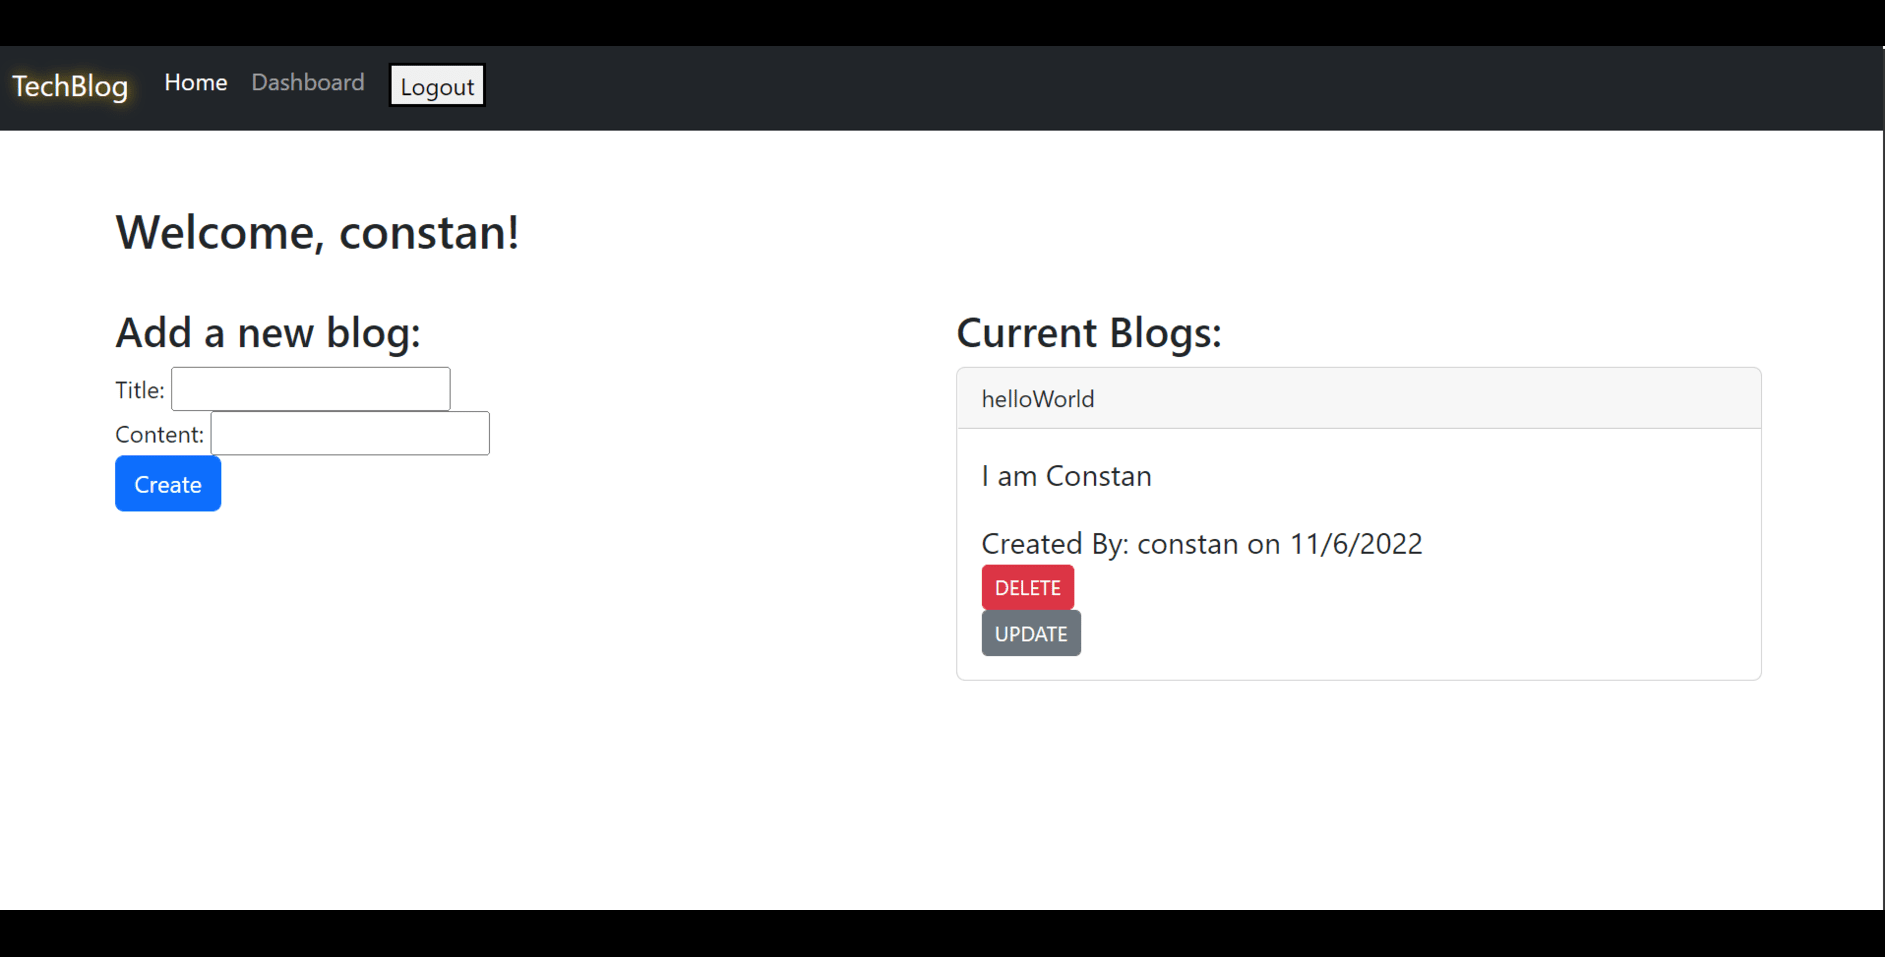 TechBlog Home Dashboard Logout
Welcome, constan!
Add a new blog:
Title:
Content:
Create
Current Blogs:
helloWorld
I am Constan
Created By: constan on 11/6/2022
DELETE
UPDATE